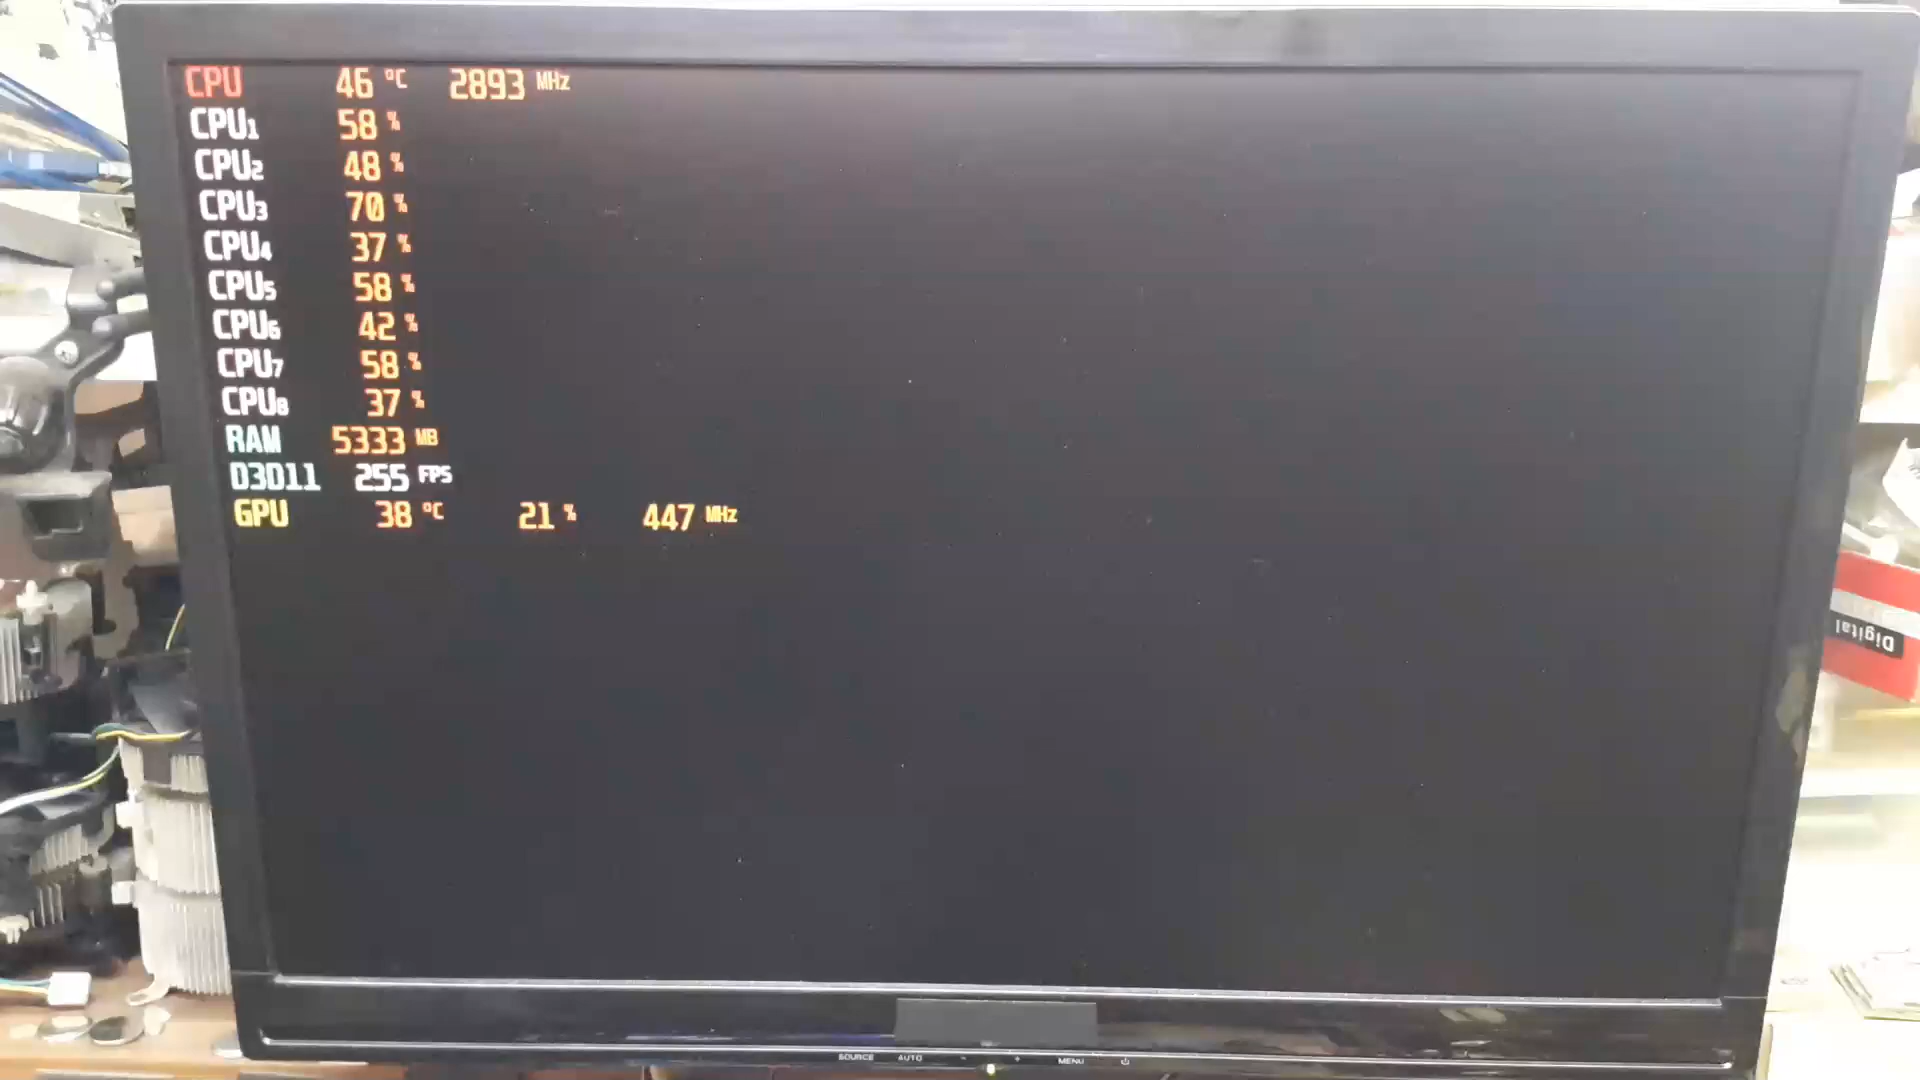 CPU 46 °C 2893 MHz
CPU1 58 %
CPU2 48 %
CPU3 70 %
CPU4 37 %
CPU5 58 %
CPU6 42 %
CPU7 58 %
CPU8 37 %
RAM 5333 MB
D3D11 255 FPS
GPU 38 °C 21 % 447 MHz
Digital
SOURCE AUTO - + MENU